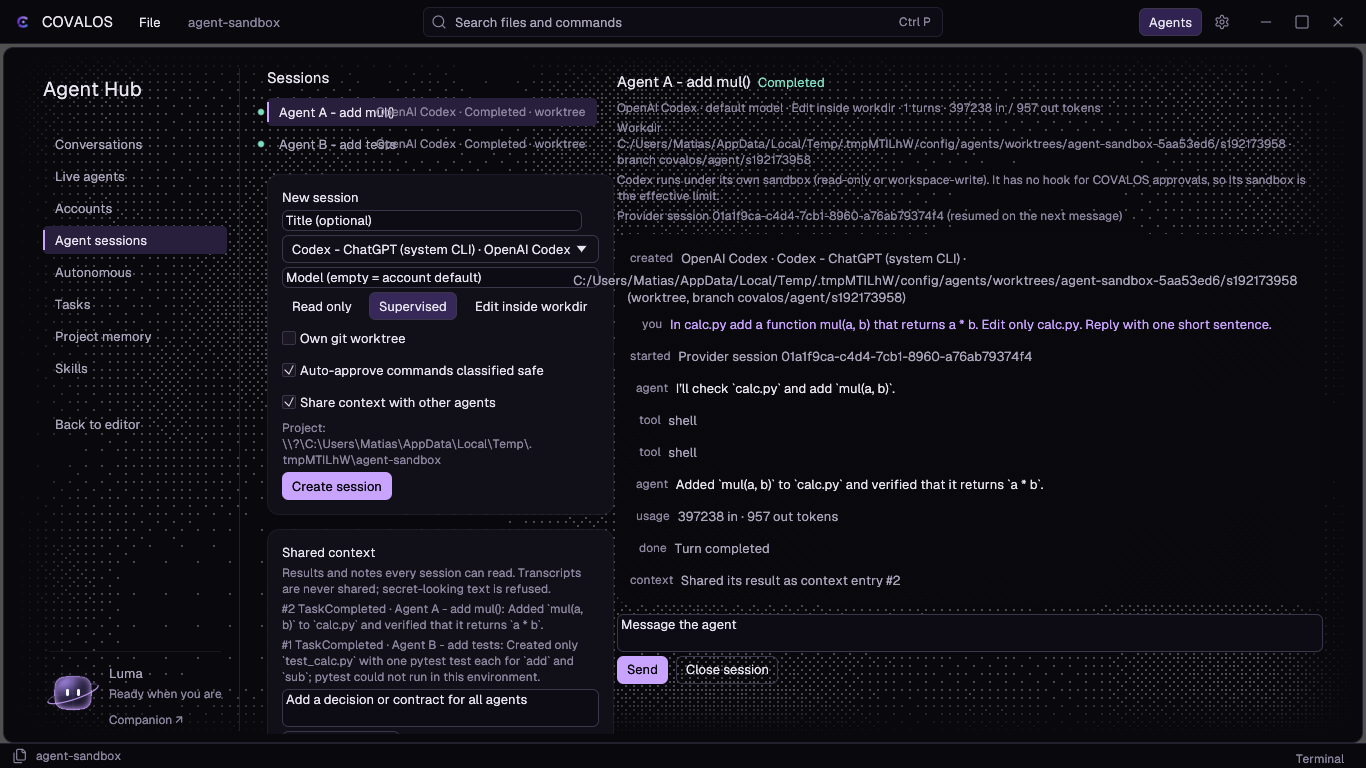 COVALOS File agent-sandbox Search files and commands Ctrl P Agents
Agent Hub
Conversations
Live agents
Accounts
Agent sessions
Autonomous
Tasks
Project memory
Skills
Back to editor
Luma
Ready when you are.
Companion ↗
Sessions
Agent A - add mul() OpenAI Codex · Completed · worktree
Agent B - add tests OpenAI Codex · Completed · worktree
New session
Title (optional)
Codex - ChatGPT (system CLI) · OpenAI Codex
Model (empty = account default)
Read only Supervised Edit inside workdir
Own git worktree
Auto-approve commands classified safe
Share context with other agents
Project:
\\?\C:\Users\Matias\AppData\Local\Temp\.
tmpMTILhW\agent-sandbox
Create session
Shared context
Results and notes every session can read. Transcripts
are never shared; secret-looking text is refused.
#2 TaskCompleted · Agent A - add mul(): Added `mul(a,
b)` to `calc.py` and verified that it returns `a * b`.
#1 TaskCompleted · Agent B - add tests: Created only
`test_calc.py` with one pytest test each for `add` and
`sub`; pytest could not run in this environment.
Add a decision or contract for all agents
Agent A - add mul() Completed
OpenAI Codex · default model · Edit inside workdir · 1 turns · 397238 in / 957 out tokens
Workdir
C:/Users/Matias/AppData/Local/Temp/.tmpMTILhW/config/agents/worktrees/agent-sandbox-5aa53ed6/s192173958 ·
branch covalos/agent/s192173958
Codex runs under its own sandbox (read-only or workspace-write). It has no hook for COVALOS approvals, so its sandbox is
the effective limit.
Provider session 01a1f9ca-c4d4-7cb1-8960-a76ab79374f4 (resumed on the next message)
created OpenAI Codex · Codex - ChatGPT (system CLI) ·
C:/Users/Matias/AppData/Local/Temp/.tmpMTILhW/config/agents/worktrees/agent-sandbox-5aa53ed6/s192173958
(worktree, branch covalos/agent/s192173958)
you In calc.py add a function mul(a, b) that returns a * b. Edit only calc.py. Reply with one short sentence.
started Provider session 01a1f9ca-c4d4-7cb1-8960-a76ab79374f4
agent I'll check `calc.py` and add `mul(a, b)`.
tool shell
tool shell
agent Added `mul(a, b)` to `calc.py` and verified that it returns `a * b`.
usage 397238 in · 957 out tokens
done Turn completed
context Shared its result as context entry #2
Message the agent
Send Close session
agent-sandbox Terminal